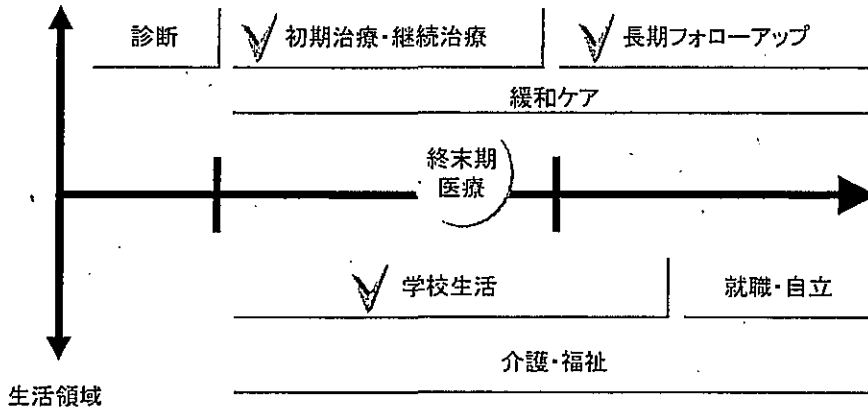 診断
初期治療・継続治療
長期フォローアップ
緩和ケア
終末期
医療
学校生活
就職・自立
介護・福祉
生活領域